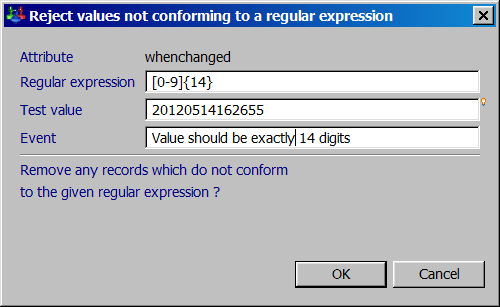 Reject values not conforming to a regular expression
Attribute whenchanged
Regular expression [0-9]{14}
Test value 20120514162655
Event Value should be exactly 14 digits
Remove any records which do not conform
to the given regular expression ?
OK Cancel